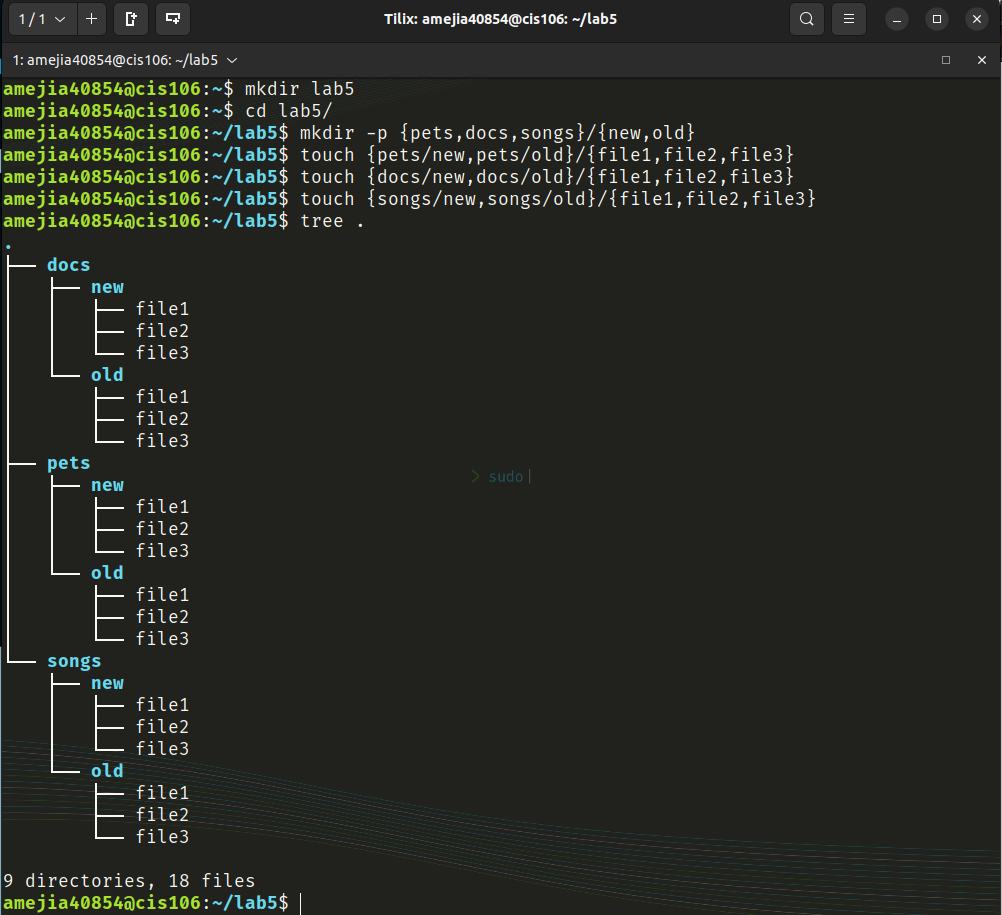 1 / 1
Tilix: amejia40854@cis106: ~/lab5
1: amejia40854@cis106: ~/lab5
amejia40854@cis106:~$ mkdir lab5
amejia40854@cis106:~$ cd lab5/
amejia40854@cis106:~/lab5$ mkdir -p {pets,docs,songs}/{new,old}
amejia40854@cis106:~/lab5$ touch {pets/new,pets/old}/{file1,file2,file3}
amejia40854@cis106:~/lab5$ touch {docs/new,docs/old}/{file1,file2,file3}
amejia40854@cis106:~/lab5$ touch {songs/new,songs/old}/{file1,file2,file3}
amejia40854@cis106:~/lab5$ tree .
.
├── docs
│   ├── new
│   │   ├── file1
│   │   ├── file2
│   │   └── file3
│   └── old
│       ├── file1
│       ├── file2
│       └── file3
├── pets
│   ├── new
│   │   ├── file1
│   │   ├── file2
│   │   └── file3
│   └── old
│       ├── file1
│       ├── file2
│       └── file3
└── songs
    ├── new
    │   ├── file1
    │   ├── file2
    │   └── file3
    └── old
        ├── file1
        ├── file2
        └── file3
> sudo
9 directories, 18 files
amejia40854@cis106:~/lab5$